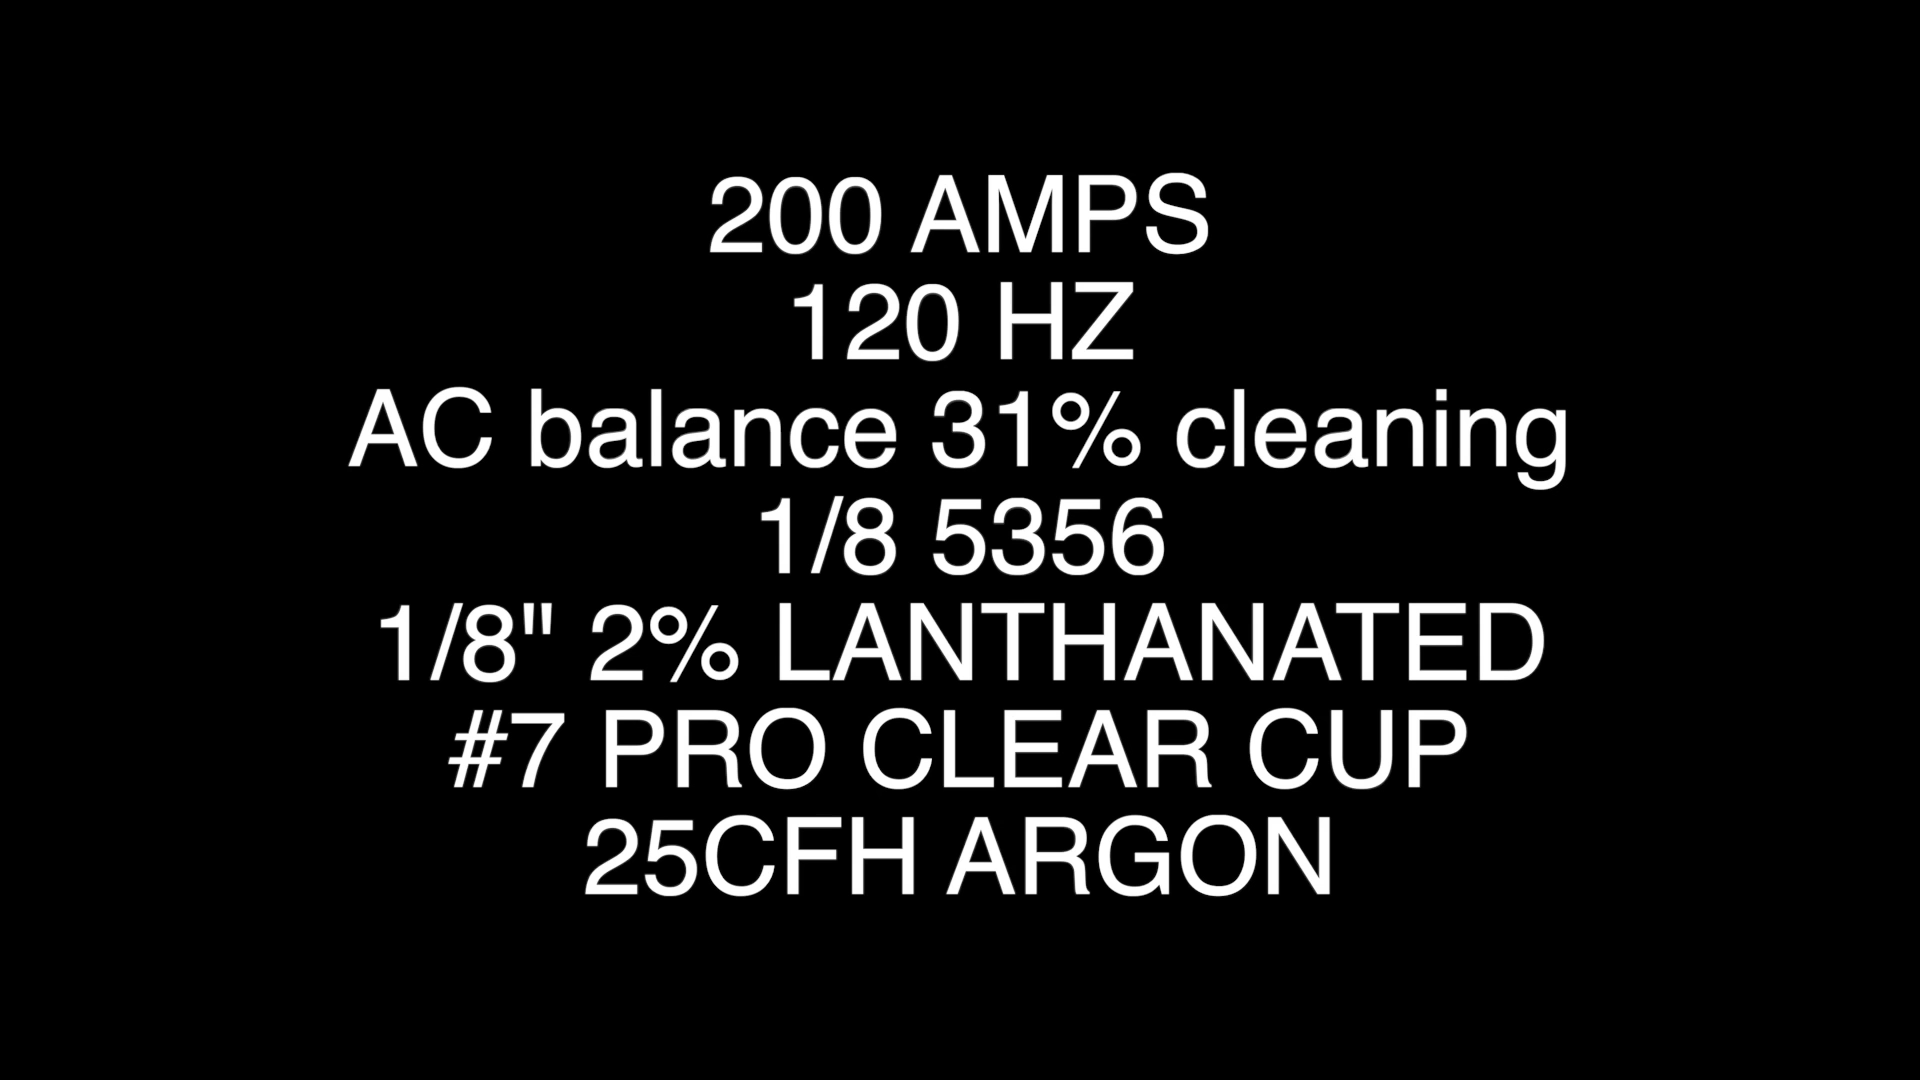 200 AMPS
120 HZ
AC balance 31% cleaning
1/8 5356
1/8" 2% LANTHANATED
#7 PRO CLEAR CUP
25CFH ARGON